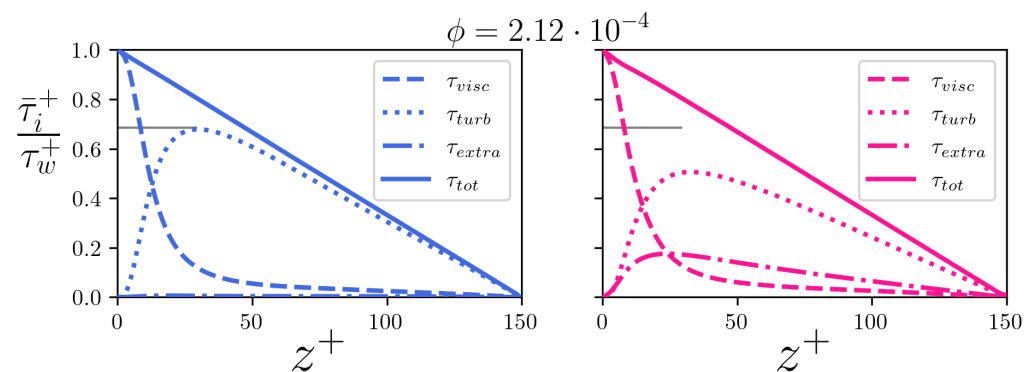 ϕ = 2.12 · 10⁻⁴
τ̄ᵢ⁺
τ_w⁺
1.0
0.8
0.6
0.4
0.2
0.0
τ_visc
τ_turb
τ_extra
τ_tot
0 50 100 150
z⁺
τ_visc
τ_turb
τ_extra
τ_tot
0 50 100 150
z⁺